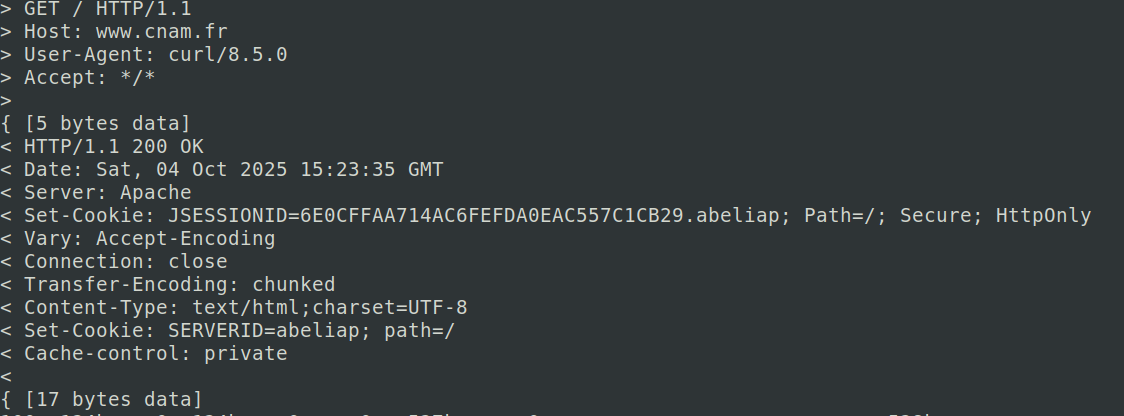 > GET / HTTP/1.1
> Host: www.cnam.fr
> User-Agent: curl/8.5.0
> Accept: */*
>
{ [5 bytes data]
< HTTP/1.1 200 OK
< Date: Sat, 04 Oct 2025 15:23:35 GMT
< Server: Apache
< Set-Cookie: JSESSIONID=6E0CFFAA714AC6FEFDA0EAC557C1CB29.abeliap; Path=/; Secure; HttpOnly
< Vary: Accept-Encoding
< Connection: close
< Transfer-Encoding: chunked
< Content-Type: text/html;charset=UTF-8
< Set-Cookie: SERVERID=abeliap; path=/
< Cache-control: private
<
{ [17 bytes data]